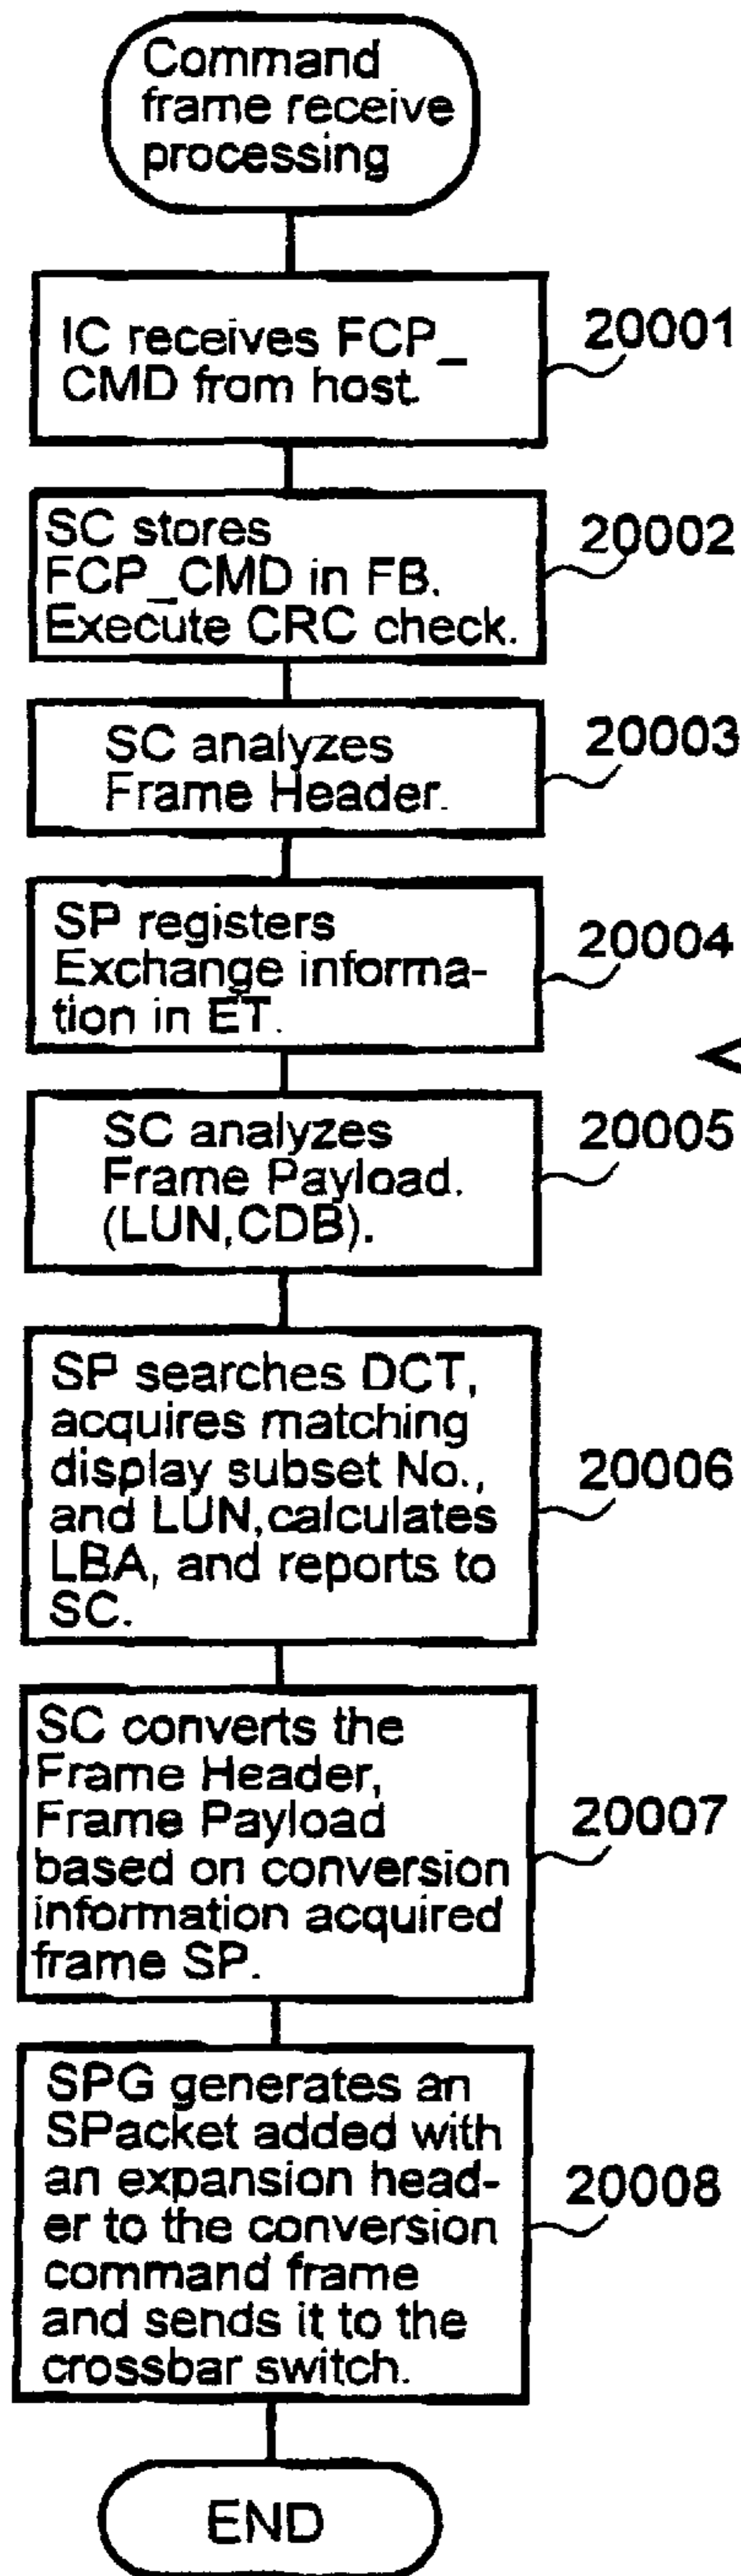 Command
frame receive
processing
IC receives FCP_
CMD from host.
20001
SC stores
FCP_CMD in FB.
Execute CRC check.
20002
SC analyzes
Frame Header.
20003
SP registers
Exchange informa-
tion in ET.
20004
SC analyzes
Frame Payload.
(LUN,CDB).
20005
SP searches DCT,
acquires matching
display subset No.,
and LUN,calculates
LBA, and reports to
SC.
20006
SC converts the
Frame Header,
Frame Payload
based on conversion
information acquired
frame SP.
20007
SPG generates an
SPacket added with
an expansion head-
er to the conversion
command frame
and sends it to the
crossbar switch.
20008
END